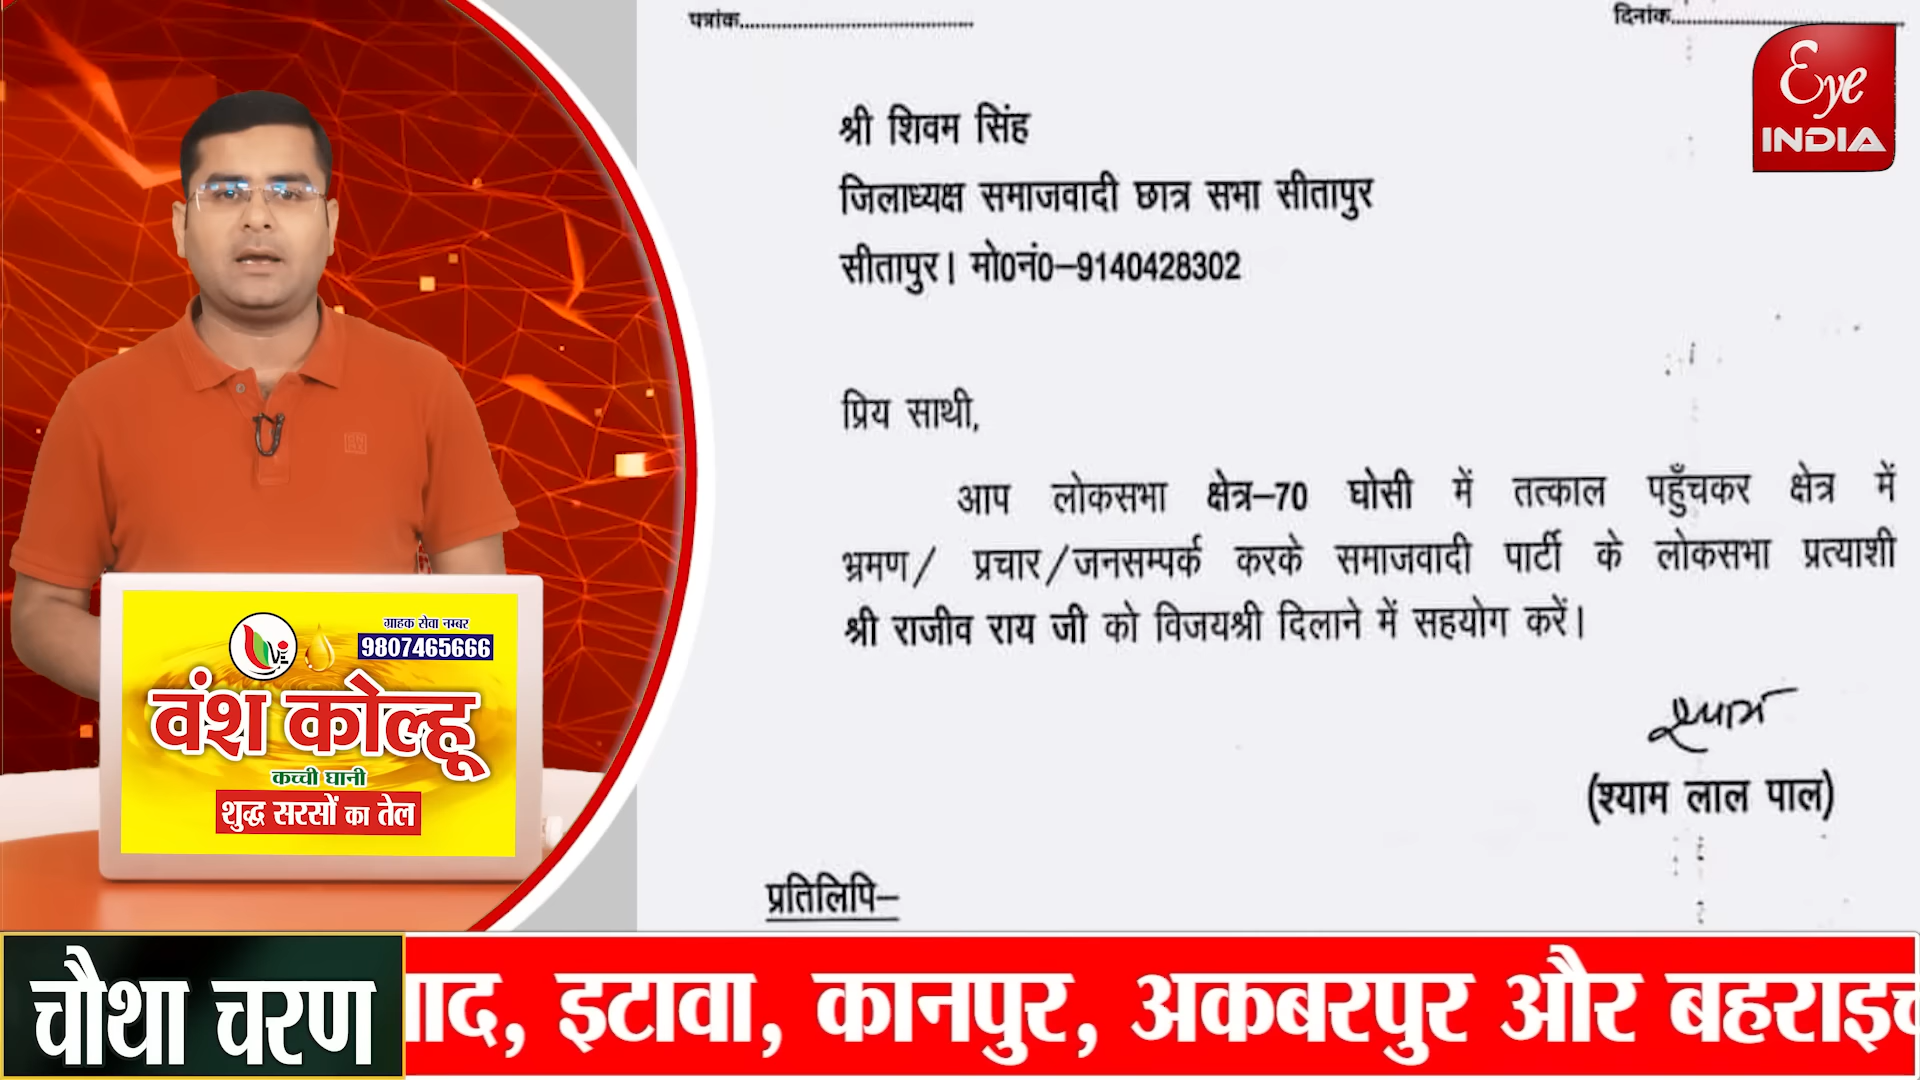 पत्रांक
दिनांक
Eye
INDIA
श्री शिवम सिंह
जिलाध्यक्ष समाजवादी छात्र सभा सीतापुर
सीतापुर। मो0नं0–9140428302
प्रिय साथी,
आप लोकसभा क्षेत्र–70 घोसी में तत्काल पहुँचकर क्षेत्र में
भ्रमण/ प्रचार/जनसम्पर्क करके समाजवादी पार्टी के लोकसभा प्रत्याशी
श्री राजीव राय जी को विजयश्री दिलाने में सहयोग करें।
श्याम
(श्याम लाल पाल)
प्रतिलिपि–
ग्राहक सेवा नम्बर
9807465666
वंश कोल्हू
कच्ची घानी
शुद्ध सरसों का तेल
चौथा चरण
बाद, इटावा, कानपुर, अकबरपुर और बहराइच